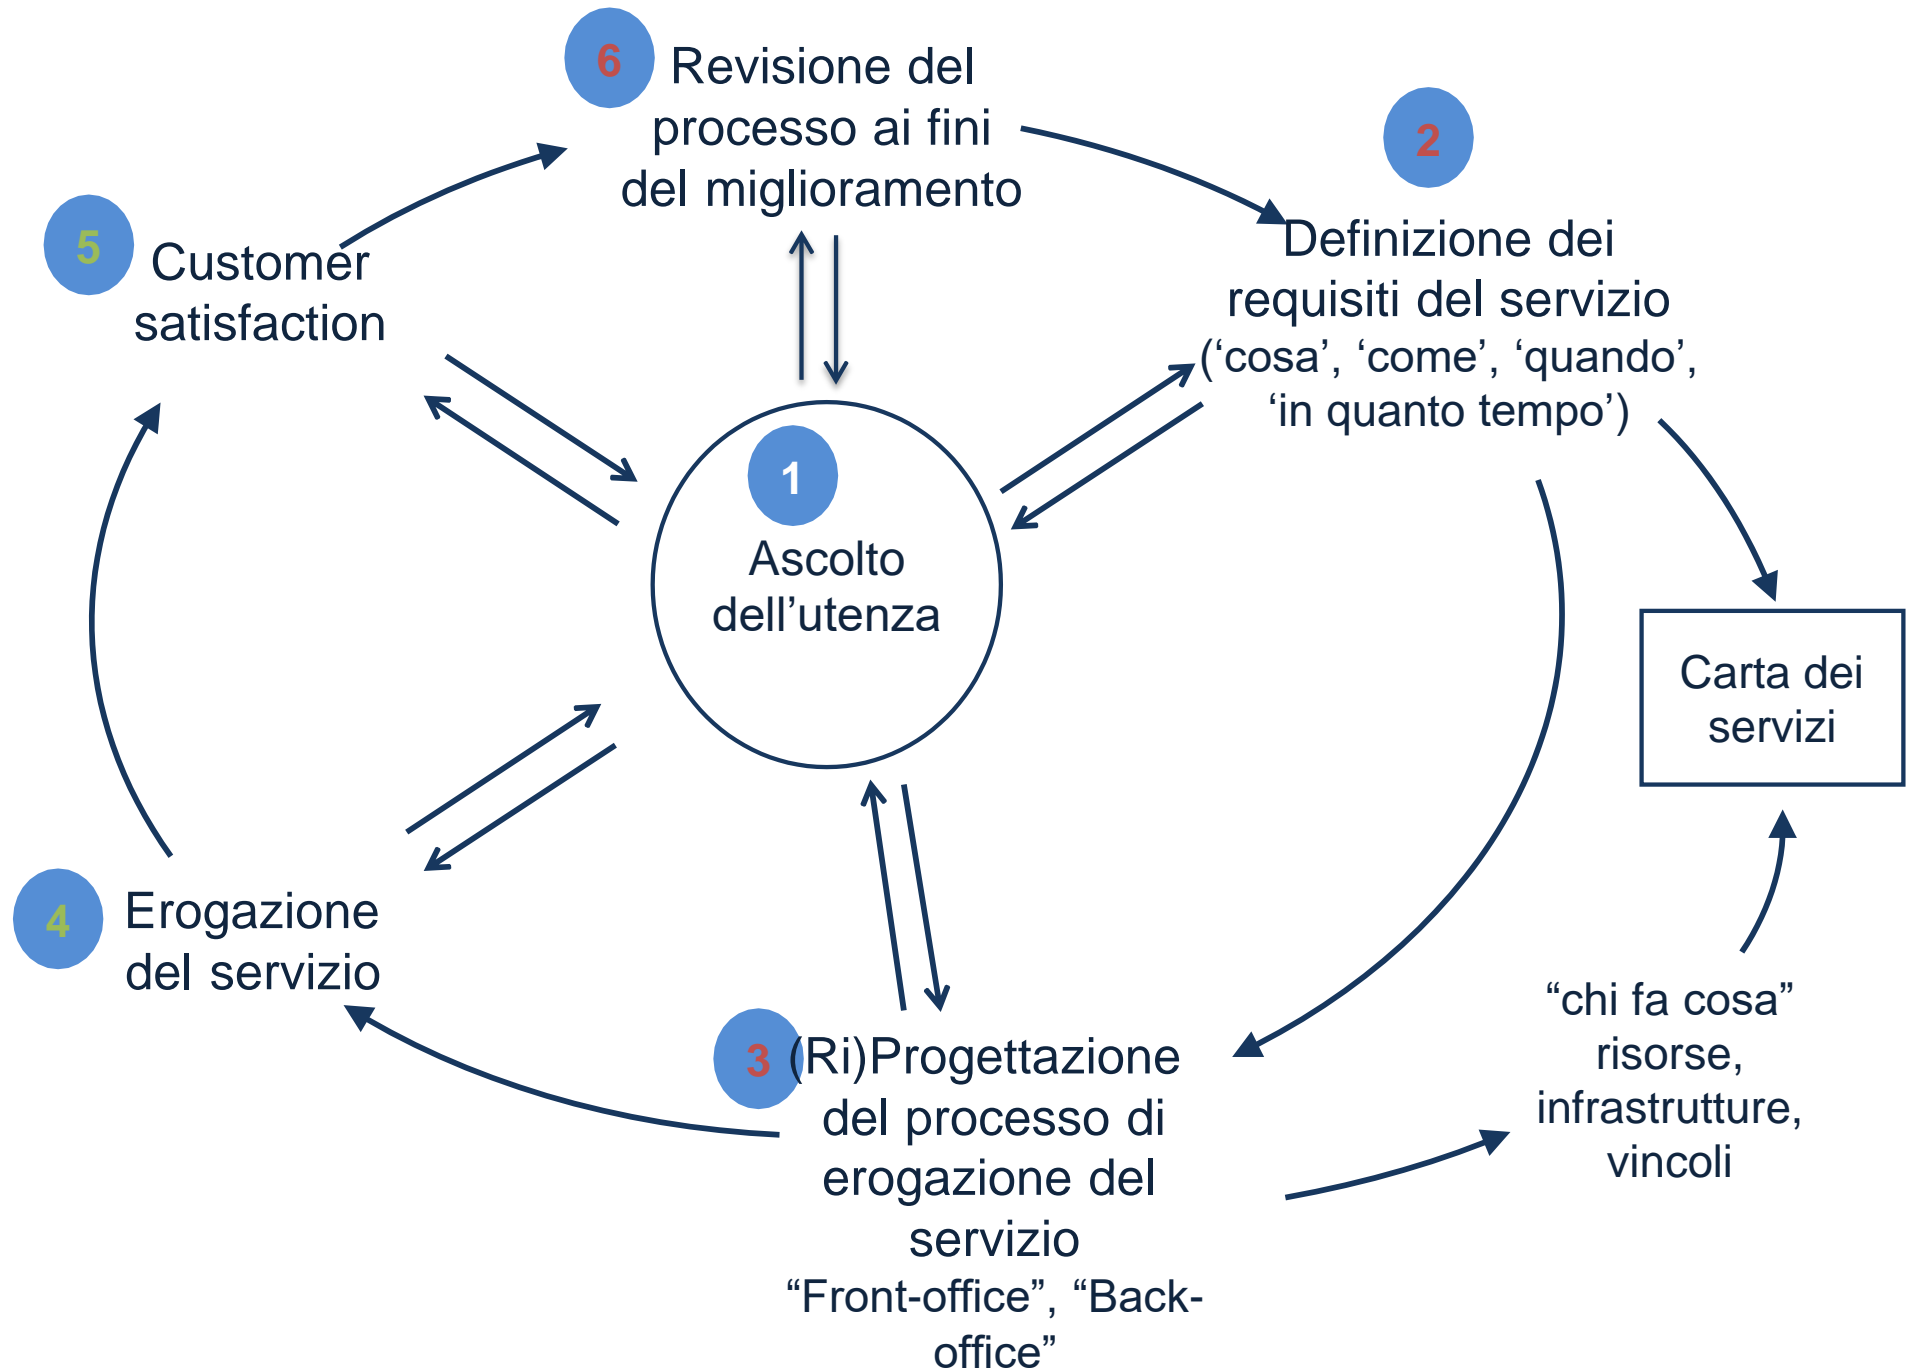 6
Revisione del
processo ai fini
del miglioramento
2
Definizione dei
requisiti del servizio
(‘cosa’, ‘come’, ‘quando’,
‘in quanto tempo’)
5
Customer
satisfaction
1
Ascolto
dell’utenza
Carta dei
servizi
4
Erogazione
del servizio
3
(Ri)Progettazione
del processo di
erogazione del
servizio
“Front-office”, “Back-
office”
“chi fa cosa”
risorse,
infrastrutture,
vincoli